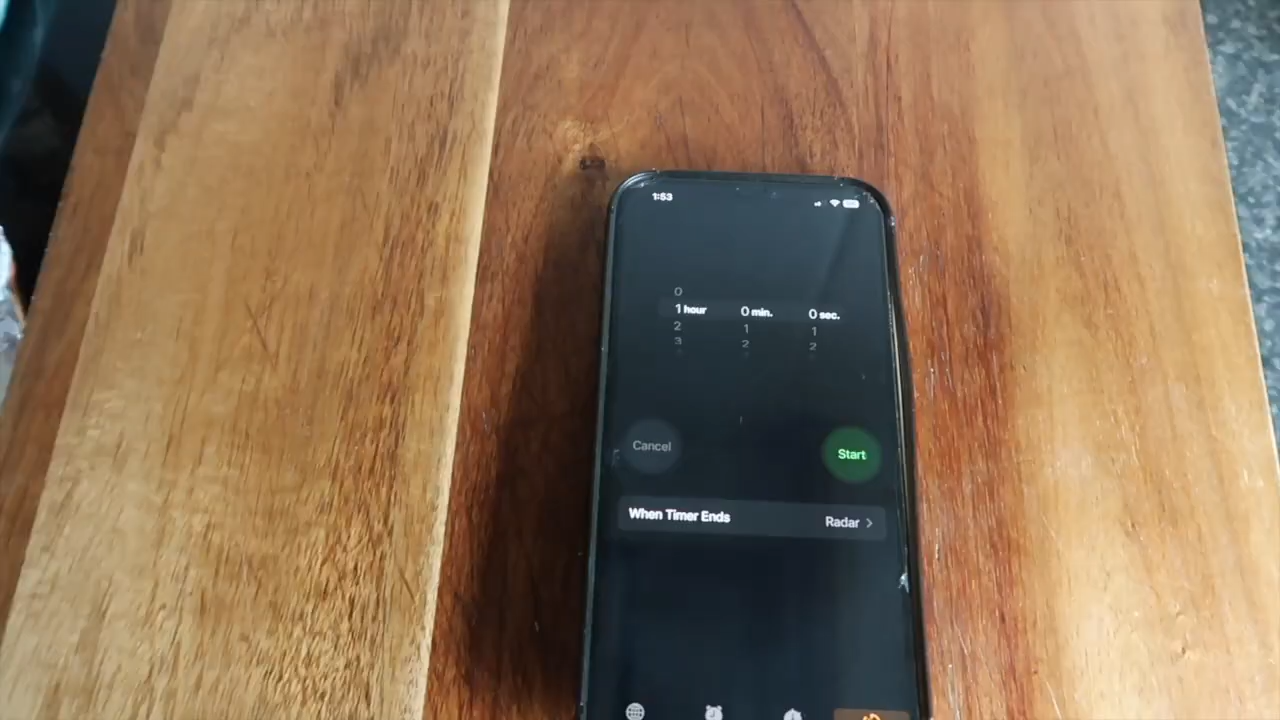 1:53
0
1 hour 0 min. 0 sec.
2 1 1
3 2 2
Cancel Start
When Timer Ends Radar